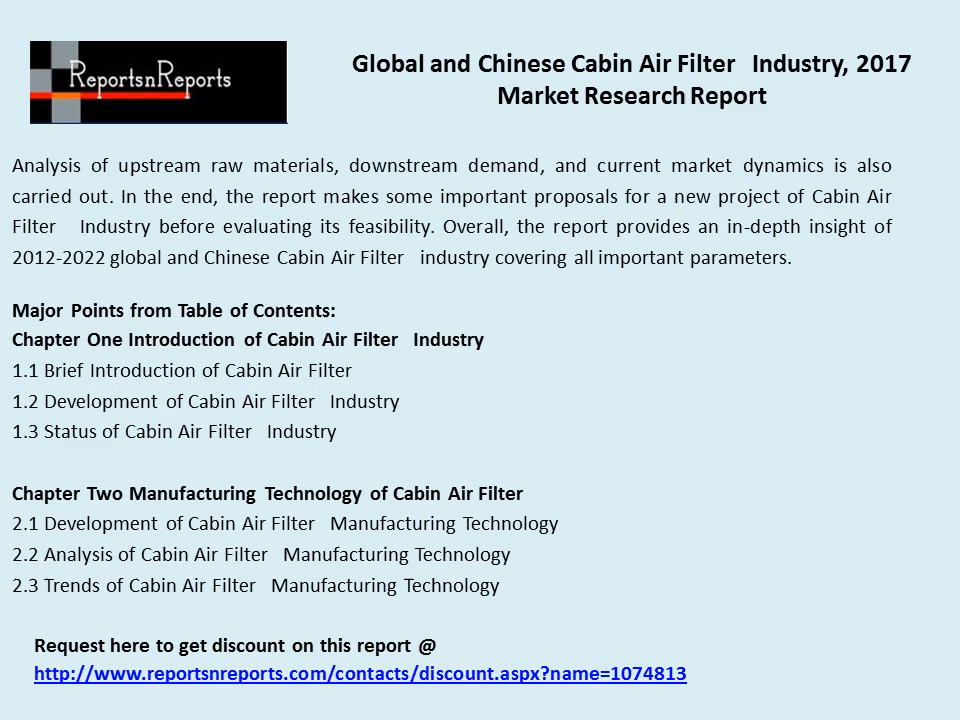 ReportsnReports
Global and Chinese Cabin Air Filter Industry, 2017
Market Research Report
Analysis of upstream raw materials, downstream demand, and current market dynamics is also
carried out. In the end, the report makes some important proposals for a new project of Cabin Air
Filter Industry before evaluating its feasibility. Overall, the report provides an in-depth insight of
2012-2022 global and Chinese Cabin Air Filter industry covering all important parameters.
Major Points from Table of Contents:
Chapter One Introduction of Cabin Air Filter Industry
1.1 Brief Introduction of Cabin Air Filter
1.2 Development of Cabin Air Filter Industry
1.3 Status of Cabin Air Filter Industry
Chapter Two Manufacturing Technology of Cabin Air Filter
2.1 Development of Cabin Air Filter Manufacturing Technology
2.2 Analysis of Cabin Air Filter Manufacturing Technology
2.3 Trends of Cabin Air Filter Manufacturing Technology
Request here to get discount on this report @
http://www.reportsnreports.com/contacts/discount.aspx?name=1074813